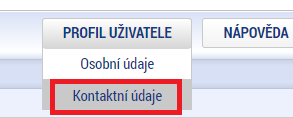 PROFIL UŽIVATELE NÁPOVĚDA
Osobní údaje
Kontaktní údaje